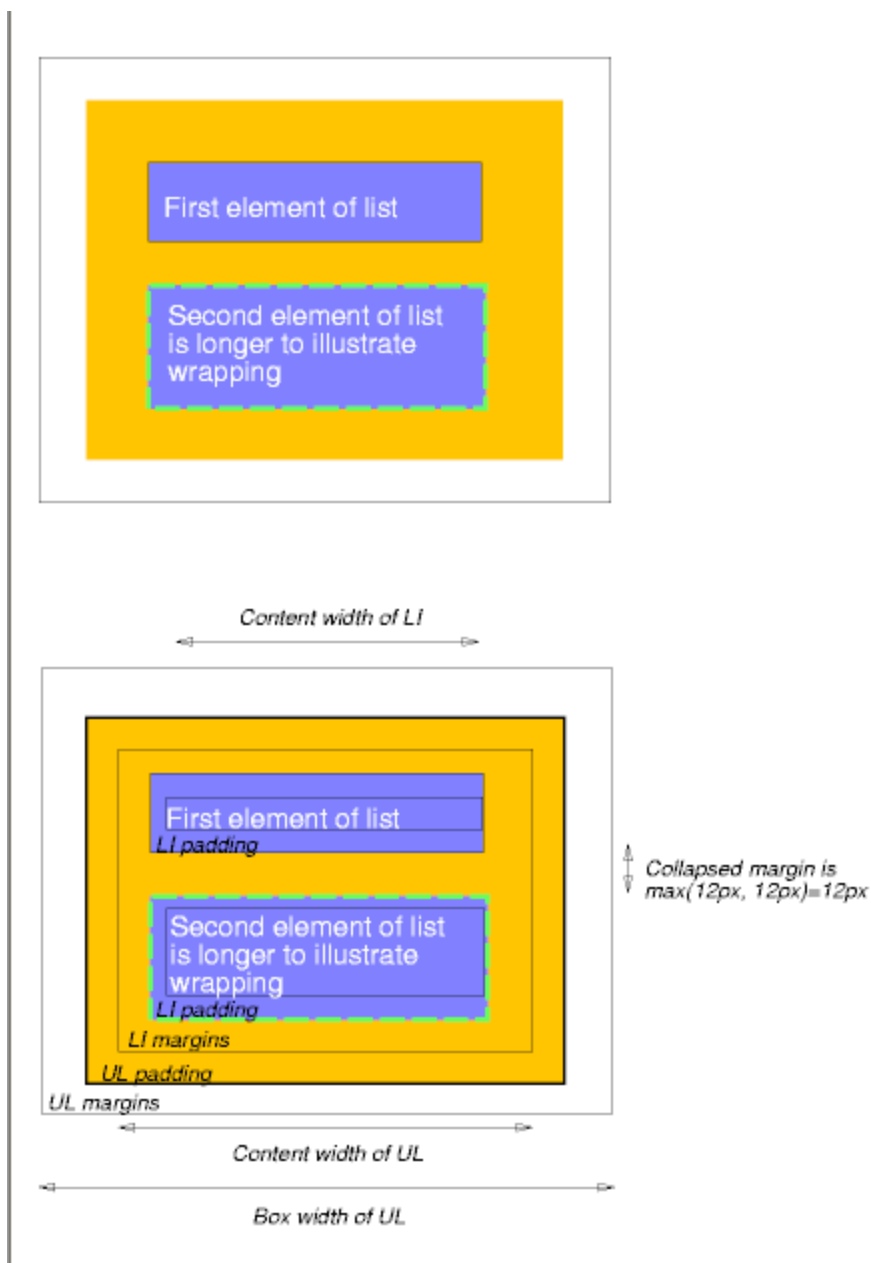 First element of list
Second element of list
is longer to illustrate
wrapping
Content width of LI
First element of list
LI padding
Collapsed margin is
max(12px, 12px)=12px
Second element of list
is longer to illustrate
wrapping
LI padding
LI margins
UL padding
UL margins
Content width of UL
Box width of UL